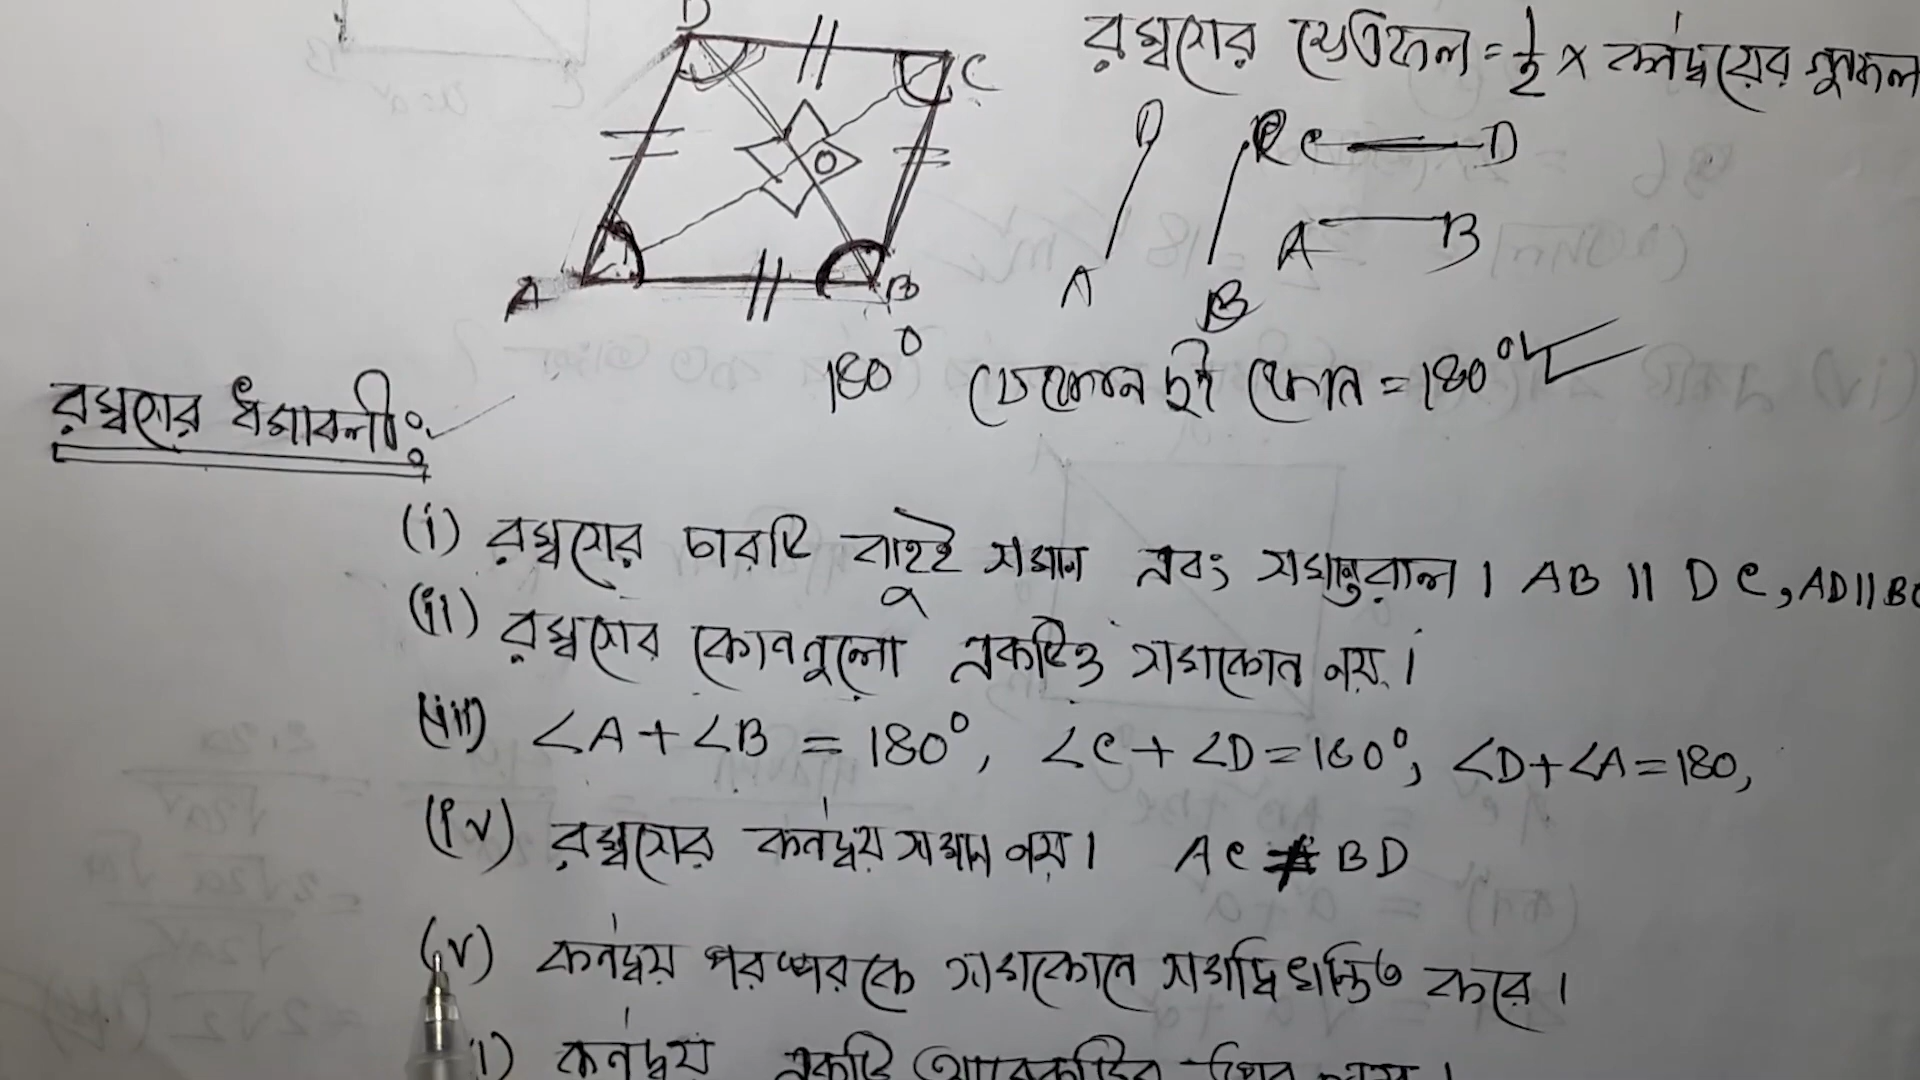 রম্বসের ক্ষেত্রফল = 1/2 × কর্ণদ্বয়ের গুণফল
D C
O
A B
D C D
A B A B
180° যেকোন দুই কোন = 180°
রম্বসের ধর্মাবলী:
(i) রম্বসের চারটি বাহুই সমান এবং সমান্তরাল। AB || DC, AD || BC
(ii) রম্বসের কোণগুলো একটিও সমকোন নয়।
(iii) ∠A + ∠B = 180°, ∠C + ∠D = 180°, ∠D + ∠A = 180,
(iv) রম্বসের কর্ণদ্বয় সমান নয়। AC ≠ BD
(v) কর্ণদ্বয় পরস্পরকে সমকোনে সমদ্বিখন্ডিত করে।
কর্ণদ্বয় একটি